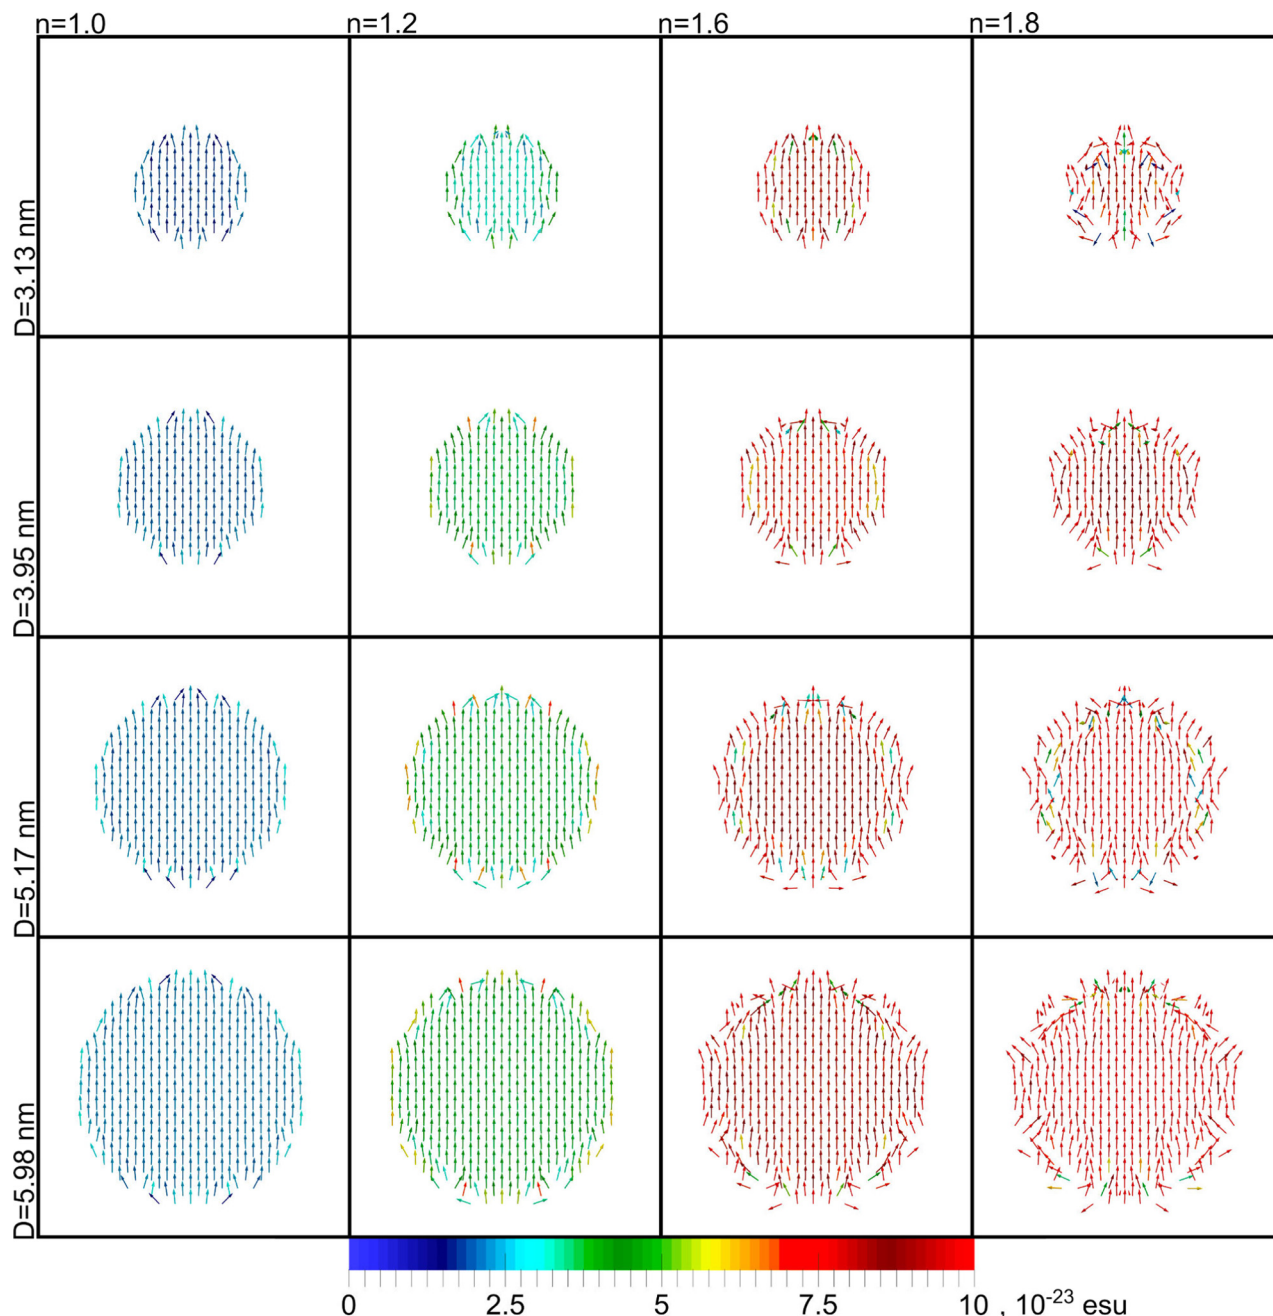 n=1.0 n=1.2 n=1.6 n=1.8
D=3.13 nm
D=3.95 nm
D=5.17 nm
D=5.98 nm
0 2.5 5 7.5 10 , 10⁻²³ esu